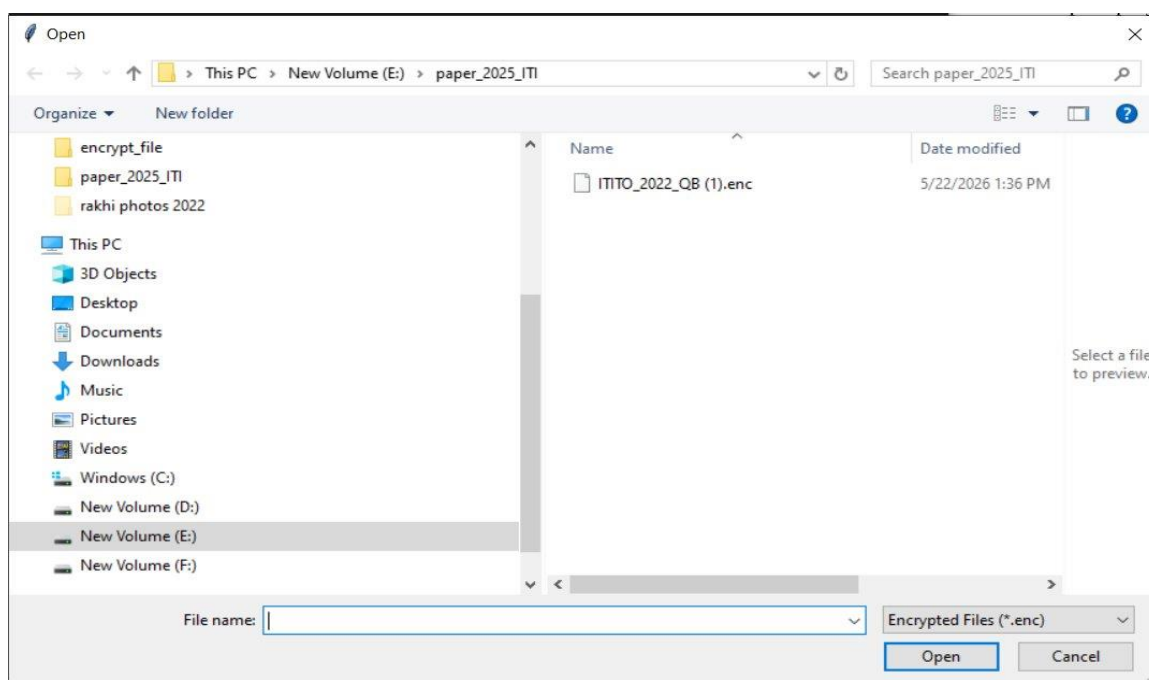 Open
This PC > New Volume (E:) > paper_2025_ITI
Search paper_2025_ITI
Organize
New folder
encrypt_file
paper_2025_ITI
rakhi photos 2022
This PC
3D Objects
Desktop
Documents
Downloads
Music
Pictures
Videos
Windows (C:)
New Volume (D:)
New Volume (E:)
New Volume (F:)
Name
Date modified
ITITO_2022_QB (1).enc
5/22/2026 1:36 PM
Select a file
to preview.
File name:
Encrypted Files (*.enc)
Open
Cancel